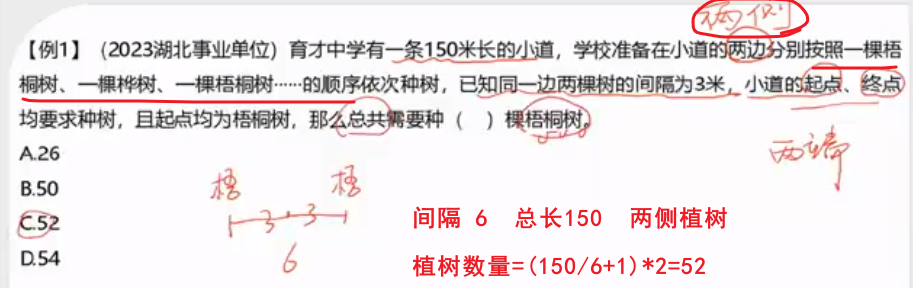 两侧
【例1】（2023湖北事业单位）育才中学有一条150米长的小道，学校准备在小道的两边分别按照一棵梧
桐树、一棵桦树、一棵梧桐树……的顺序依次种树，已知同一边两棵树的间隔为3米，小道的起点、终点
均要求种树，且起点均为梧桐树，那么总共需要种（ ）棵梧桐树。
两端
A.26
B.50
C.52
D.54
梧 梧
3 3
6
间隔 6 总长150 两侧植树
植树数量=(150/6+1)*2=52